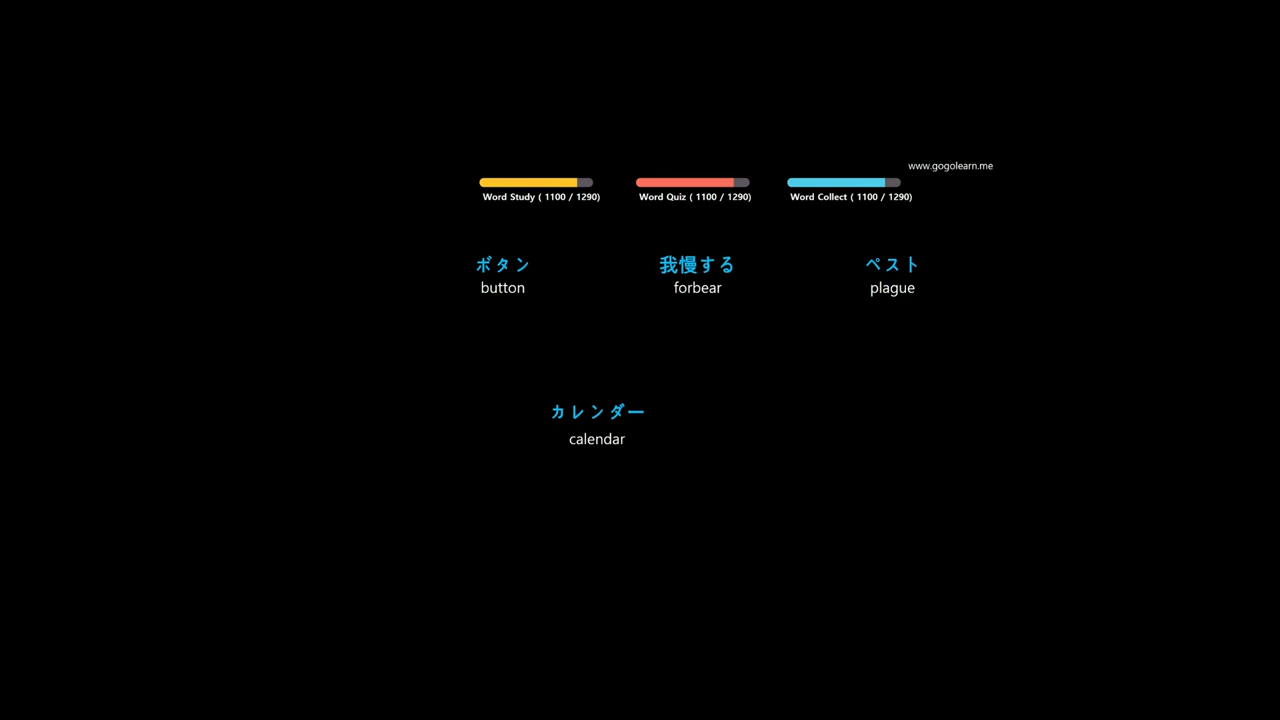 www.gogolearn.me
Word Study ( 1100 / 1290)
Word Quiz ( 1100 / 1290)
Word Collect ( 1100 / 1290)
ボタン
button
我慢する
forbear
ペスト
plague
カレンダー
calendar